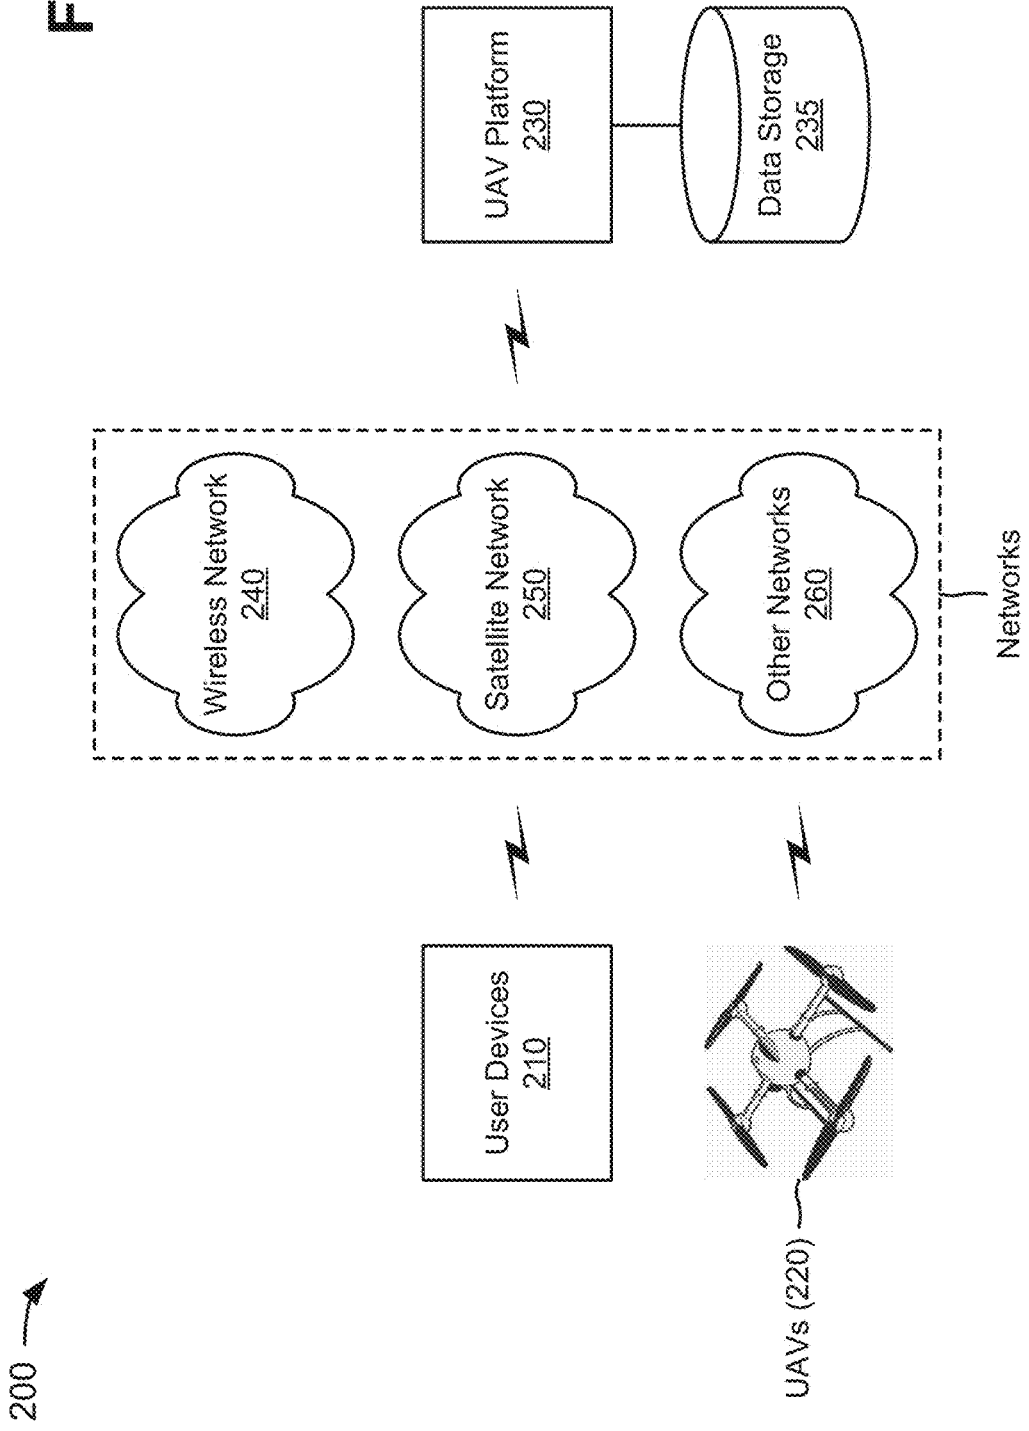 200
F
User Devices
210
UAVs (220)
Wireless Network
240
Satellite Network
250
Other Networks
260
Networks
UAV Platform
230
Data Storage
235